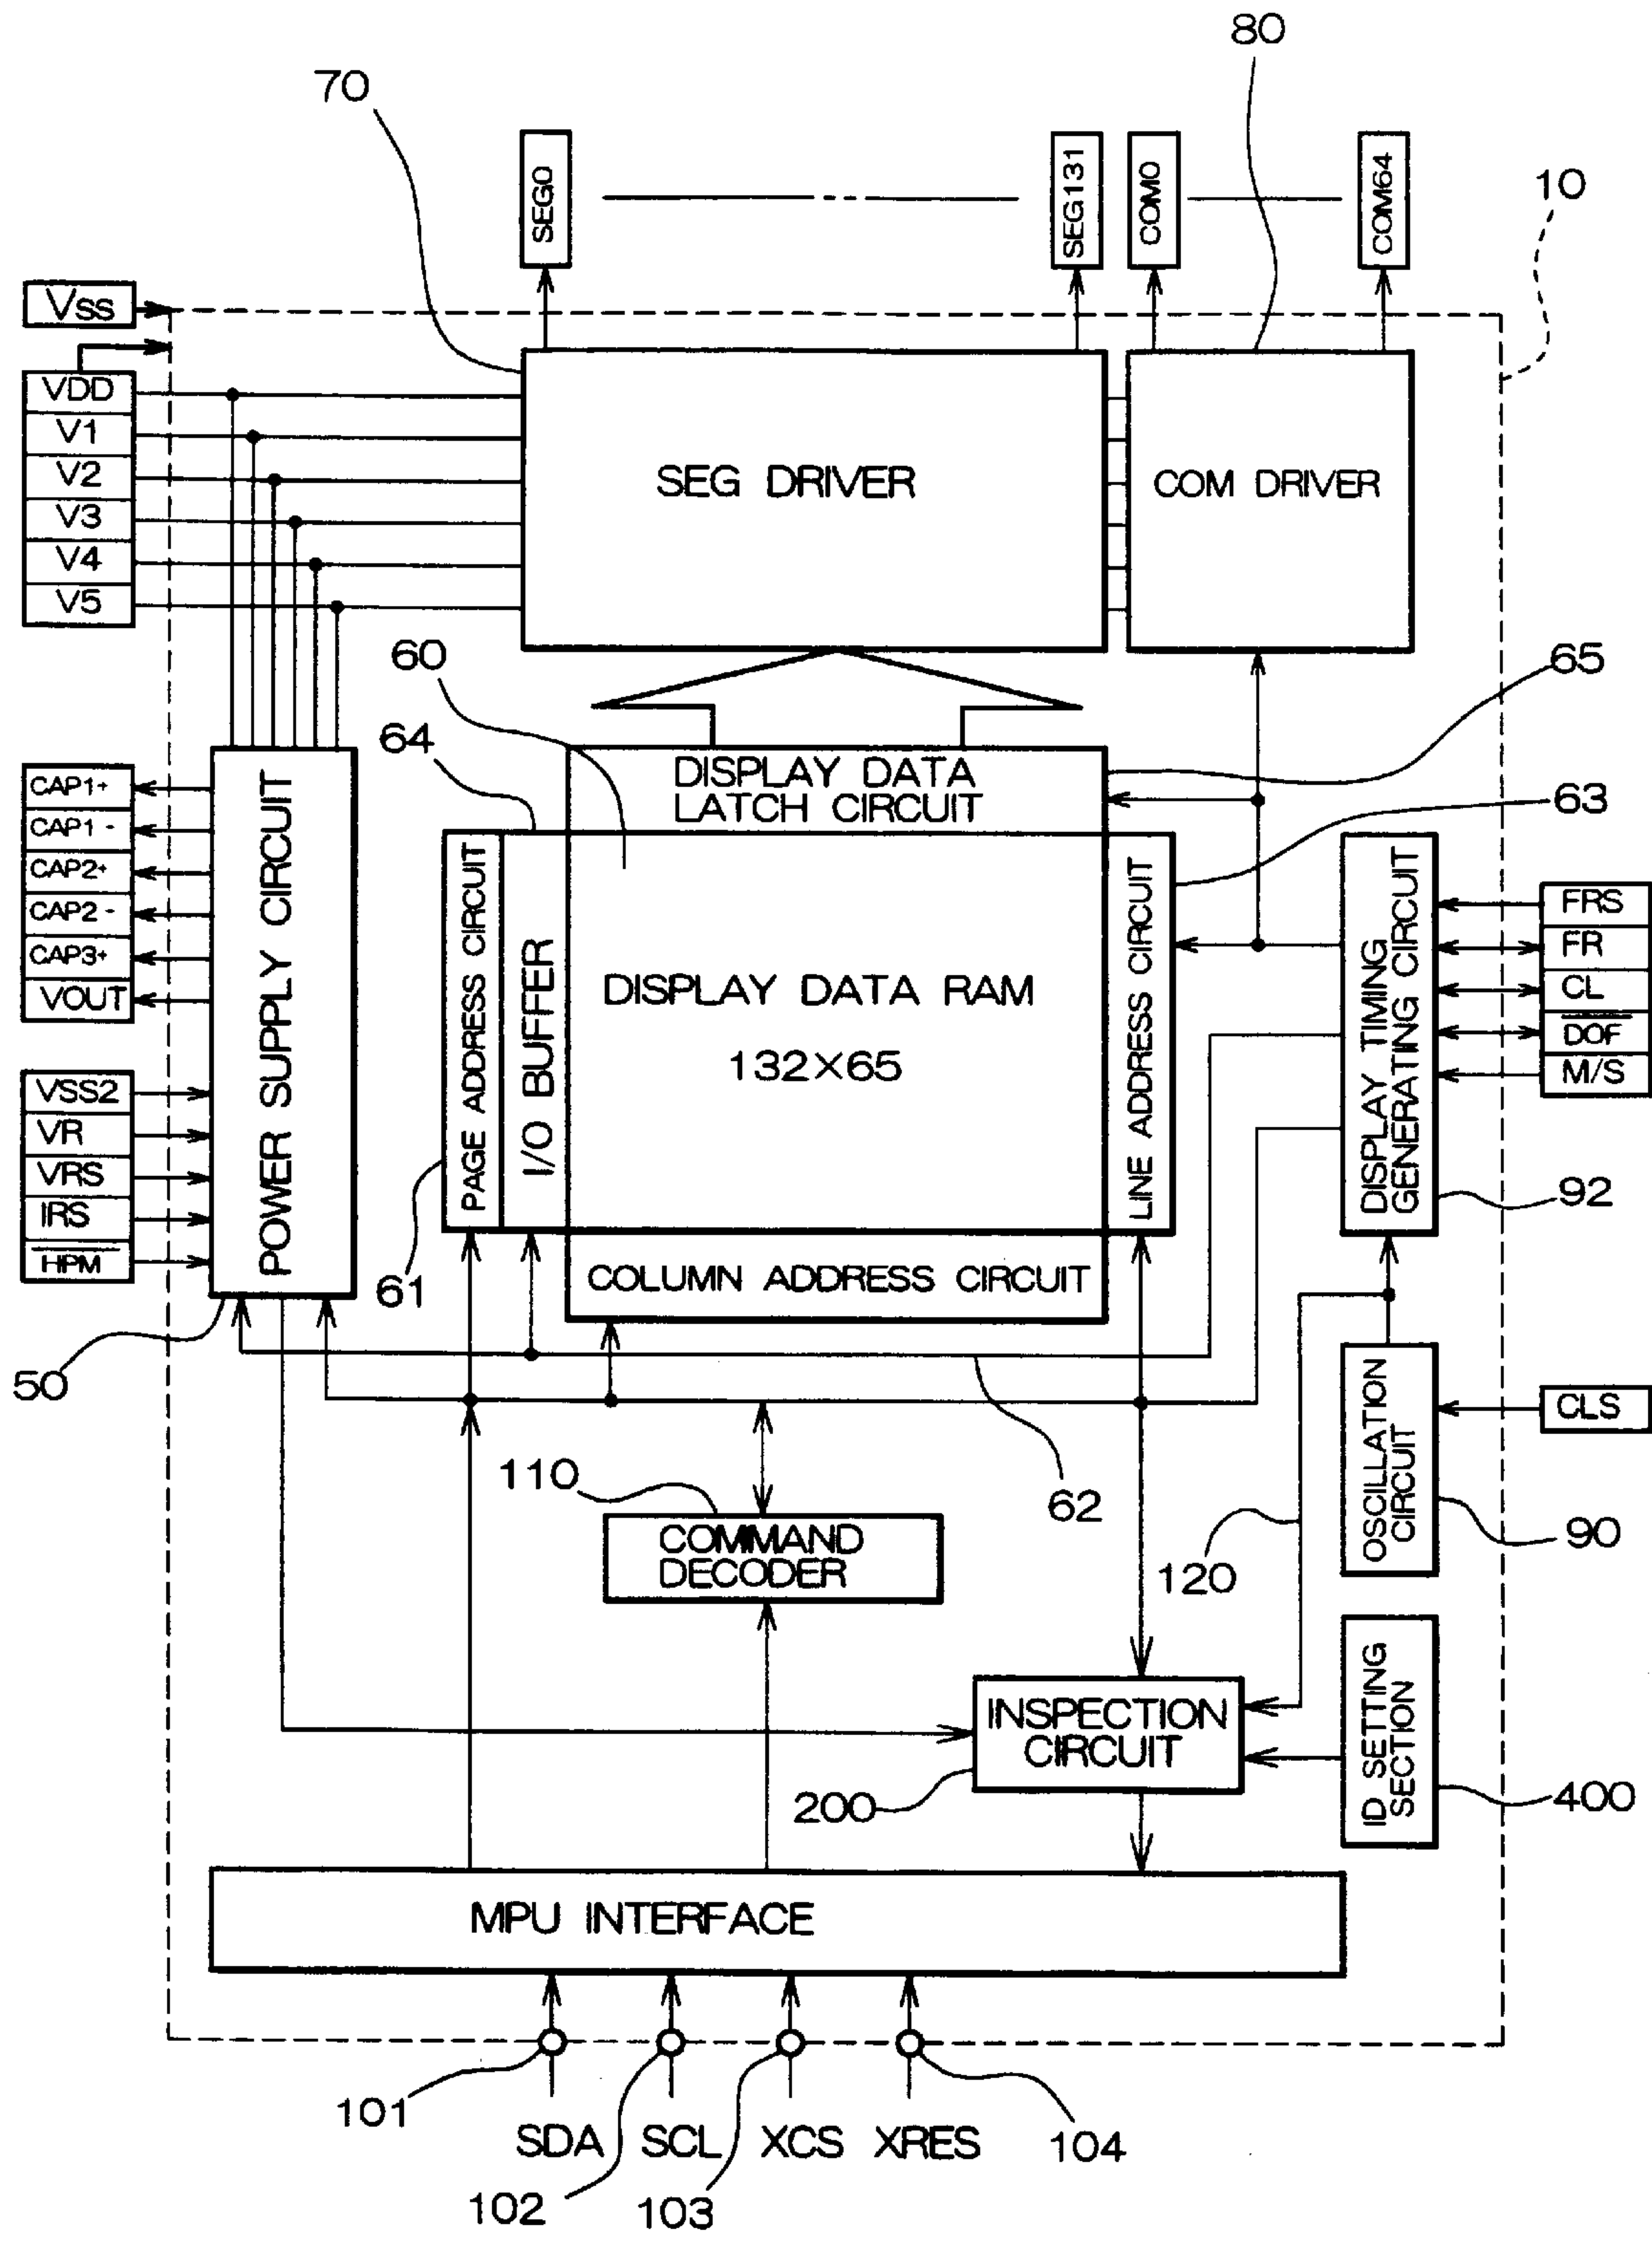 80
70
SEG0
SEG131
COM0
COM64
10
VSS
VDD
V1
V2
V3
V4
V5
SEG DRIVER
COM DRIVER
60
65
64
63
CAP1+
CAP1-
CAP2+
CAP2-
CAP3+
VOUT
VSS2
VR
VRS
IRS
HPM
POWER SUPPLY CIRCUIT
50
DISPLAY DATA
LATCH CIRCUIT
PAGE ADDRESS CIRCUIT
61
I/O BUFFER
DISPLAY DATA RAM
132×65
LINE ADDRESS CIRCUIT
COLUMN ADDRESS CIRCUIT
62
DISPLAY TIMING
GENERATING CIRCUIT
92
FRS
FR
CL
DOF
M/S
OSCILLATION
CIRCUIT
90
CLS
110
COMMAND
DECODER
120
INSPECTION
CIRCUIT
200
ID SETTING
SECTION
400
MPU INTERFACE
101
SDA
SCL
XCS
XRES
104
102
103